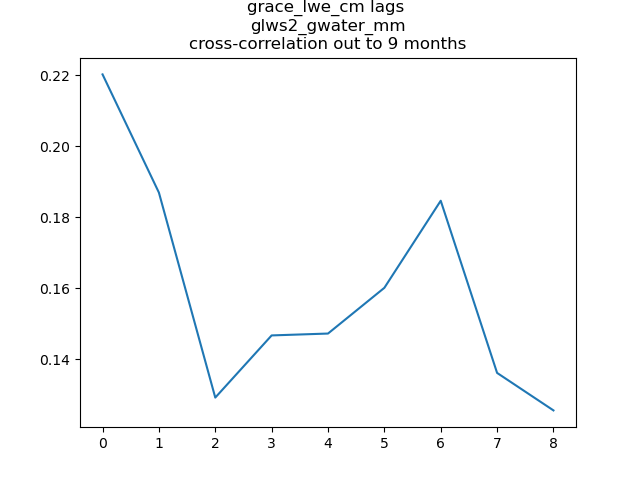 grace_lwe_cm lags
glws2_gwater_mm
cross-correlation out to 9 months
0.22
0.20
0.18
0.16
0.14
0 1 2 3 4 5 6 7 8